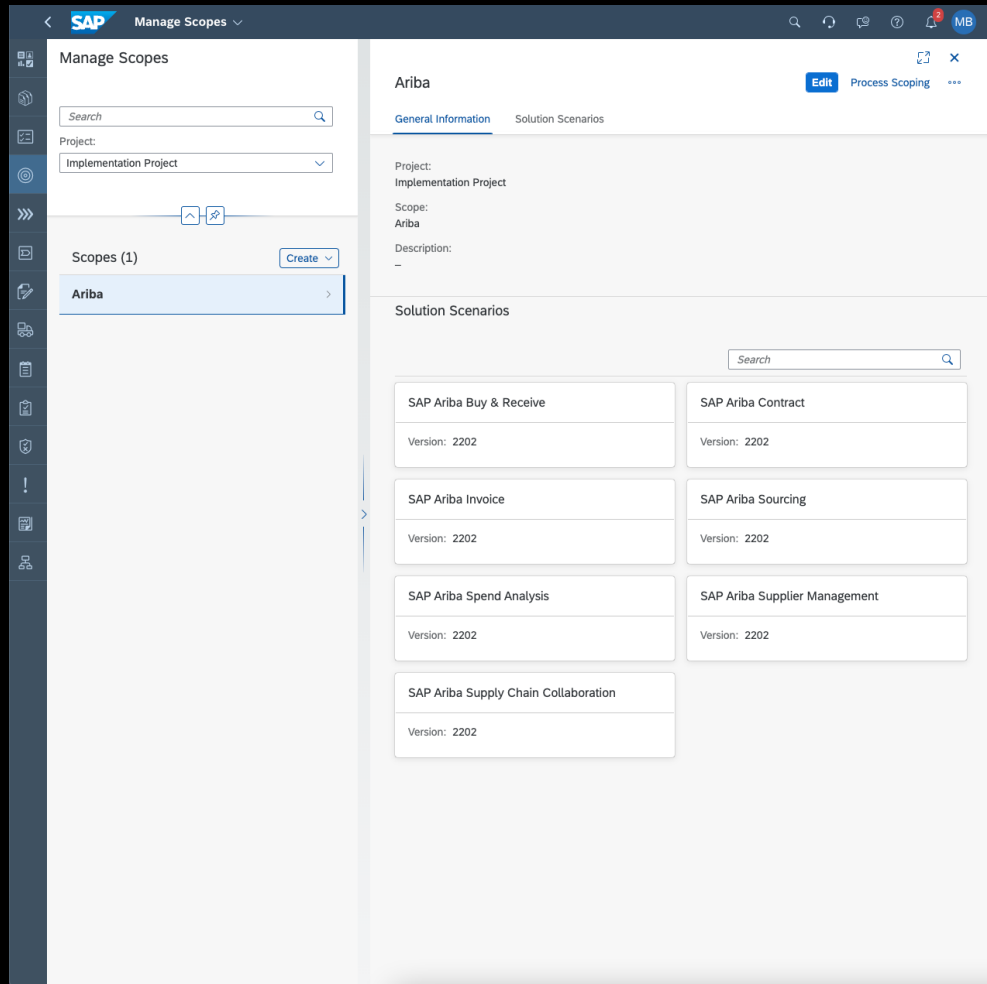 SAP Manage Scopes
2
MB
Manage Scopes
Search
Project:
Implementation Project
Scopes (1)
Create
Ariba
Ariba
Edit Process Scoping
General Information Solution Scenarios
Project:
Implementation Project
Scope:
Ariba
Description:
–
Solution Scenarios
Search
SAP Ariba Buy & Receive
Version: 2202
SAP Ariba Contract
Version: 2202
SAP Ariba Invoice
Version: 2202
SAP Ariba Sourcing
Version: 2202
SAP Ariba Spend Analysis
Version: 2202
SAP Ariba Supplier Management
Version: 2202
SAP Ariba Supply Chain Collaboration
Version: 2202